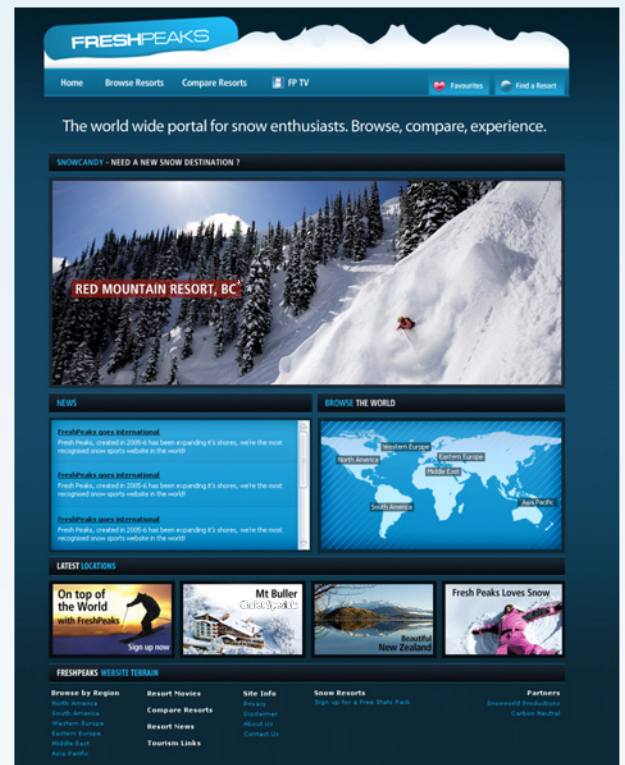 FRESHPEAKS
Home Browse Resorts Compare Resorts FP TV Favourites Find a Resort
The world wide portal for snow enthusiasts. Browse, compare, experience.
SNOWCANDY - NEED A NEW SNOW DESTINATION ?
RED MOUNTAIN RESORT, BC
NEWS
FreshPeaks goes international
Fresh Peaks, created in 2005-6 has been expanding it's shores, we're the most
recognised snow sports website in the world!
FreshPeaks goes international
Fresh Peaks, created in 2005-6 has been expanding it's shores, we're the most
recognised snow sports website in the world!
FreshPeaks goes international
Fresh Peaks, created in 2005-6 has been expanding it's shores, we're the most
recognised snow sports website in the world!
BROWSE THE WORLD
Western Europe
North America
Eastern Europe
Middle East
South America
Asia Pacific
LATEST LOCATIONS
On top of
the World
with FreshPeaks
Sign up now
Mt Buller
Beautiful
New Zealand
Fresh Peaks Loves Snow
FRESHPEAKS WEBSITE TERRAIN
Browse by Region
North America
South America
Western Europe
Eastern Europe
Middle East
Asia Pacific
Resort Movies
Compare Resorts
Resort News
Tourism Links
Site Info
Privacy
Disclaimer
About Us
Contact Us
Snow Resorts
Sign up for a Free Stats Pack
Partners
Snoworld Productions
Carbon Neutral